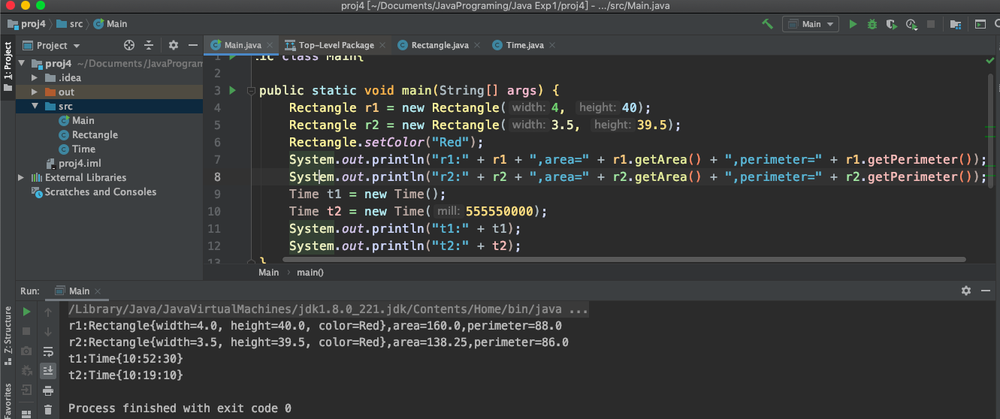 proj4 [~/Documents/JavaPrograming/Java Exp1/proj4] - .../src/Main.java
proj4 src Main
Main
1: Project
Project
Main.java Top-Level Package Rectangle.java Time.java
proj4 ~/Documents/JavaProgram
.idea
out
src
Main
Rectangle
Time
proj4.iml
External Libraries
Scratches and Consoles
1 lic class Main{
2
3 public static void main(String[] args) {
4 Rectangle r1 = new Rectangle( width: 4, height: 40);
5 Rectangle r2 = new Rectangle( width: 3.5, height: 39.5);
6 Rectangle.setColor("Red");
7 System.out.println("r1:" + r1 + ",area=" + r1.getArea() + ",perimeter=" + r1.getPerimeter());
8 System.out.println("r2:" + r2 + ",area=" + r2.getArea() + ",perimeter=" + r2.getPerimeter());
9 Time t1 = new Time();
10 Time t2 = new Time( mill: 555550000);
11 System.out.println("t1:" + t1);
12 System.out.println("t2:" + t2);
13 }
Main main()
Run: Main
Z: Structure
Favorites
/Library/Java/JavaVirtualMachines/jdk1.8.0_221.jdk/Contents/Home/bin/java ...
r1:Rectangle{width=4.0, height=40.0, color=Red},area=160.0,perimeter=88.0
r2:Rectangle{width=3.5, height=39.5, color=Red},area=138.25,perimeter=86.0
t1:Time{10:52:30}
t2:Time{10:19:10}
Process finished with exit code 0